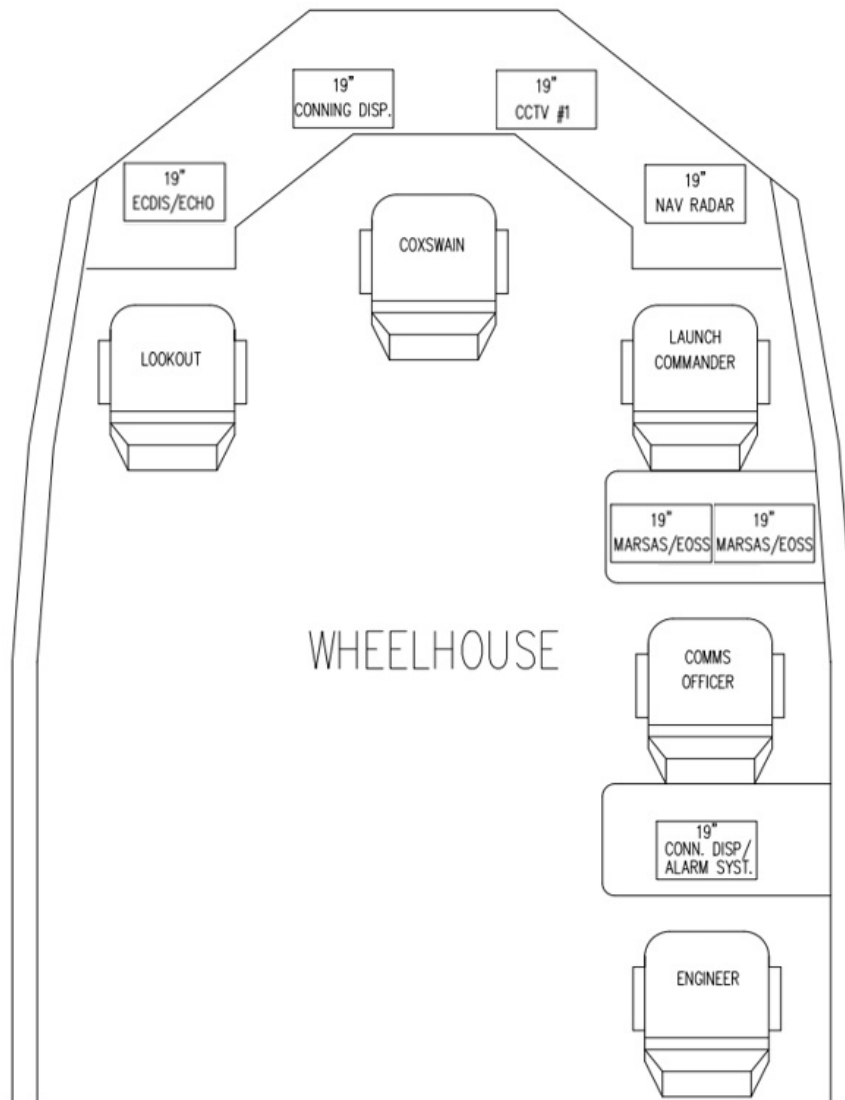 19"
CONNING DISP.
19"
CCTV #1
19"
ECDIS/ECHO
19"
NAV RADAR
COXSWAIN
LOOKOUT
LAUNCH
COMMANDER
19"
MARSAS/EOSS
19"
MARSAS/EOSS
WHEELHOUSE
COMMS
OFFICER
19"
CONN. DISP/
ALARM SYST.
ENGINEER